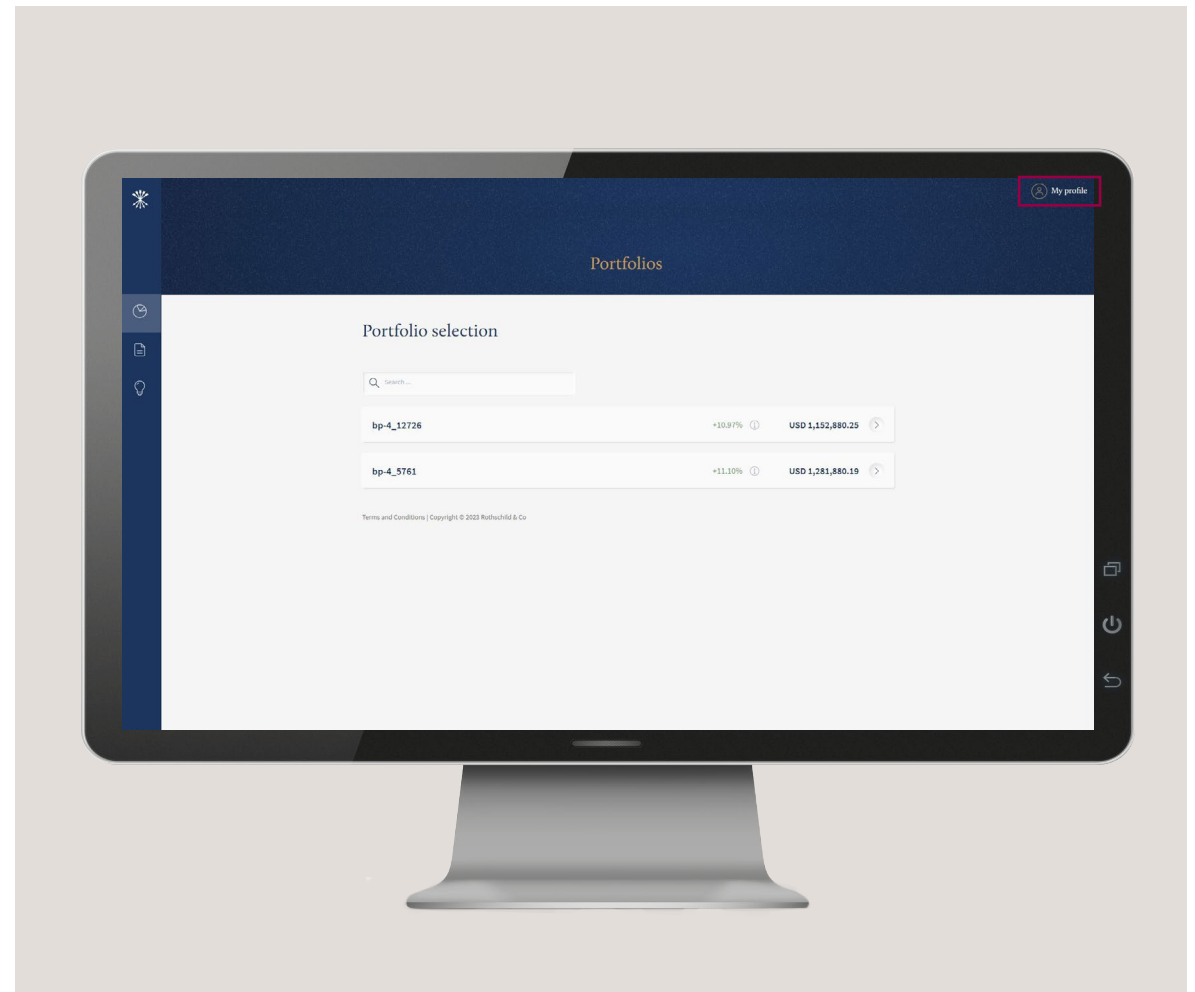 My profile
Portfolios
Portfolio selection
Search ...
bp-4_12726 +10.97% USD 1,152,880.25
bp-4_5761 +11.10% USD 1,281,880.19
Terms and Conditions | Copyright © 2023 Rothschild & Co